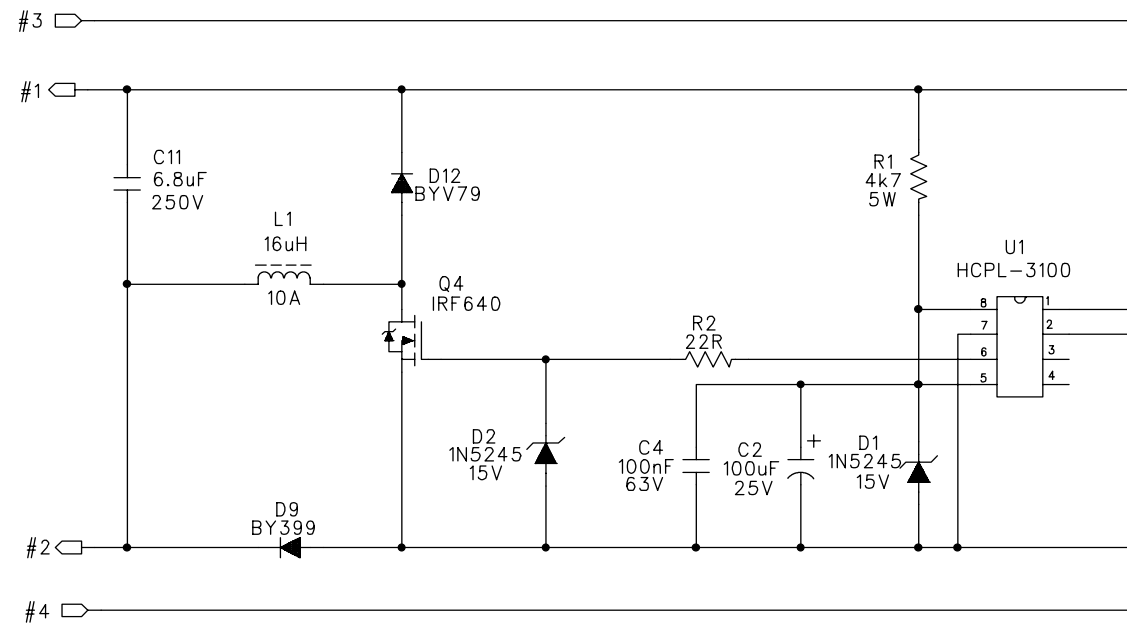 #3
#1
C11
6.8uF
250V
D12
BYV79
R1
4k7
5W
L1
16uH
10A
Q4
IRF640
U1
HCPL-3100
8
1
7
2
6
3
5
4
R2
22R
D2
1N5245
15V
C4
100nF
63V
C2
100uF
25V
+
D1
1N5245
15V
D9
BY399
#2
#4